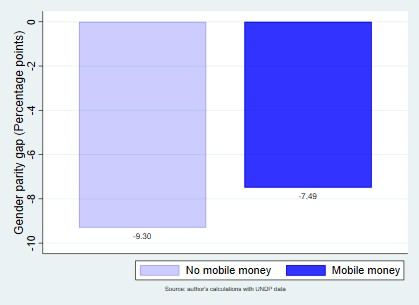 Gender parity gap (Percentage points)
0
-2
-4
-6
-8
-10
-9.30
-7.49
No mobile money
Mobile money
Source: author's calculations with UNDP data